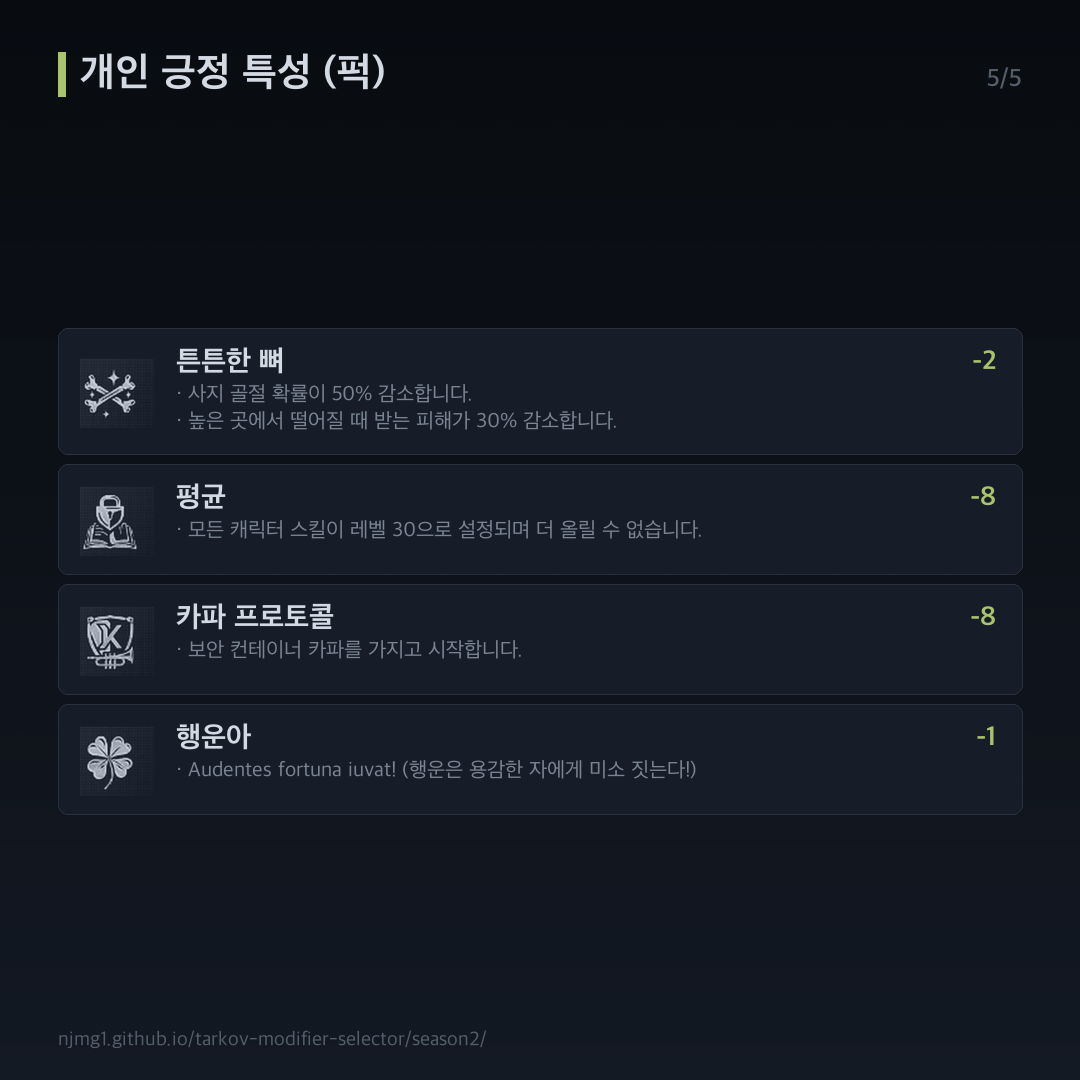 개인 긍정 특성 (퍽)
5/5
튼튼한 뼈
-2
· 사지 골절 확률이 50% 감소합니다.
· 높은 곳에서 떨어질 때 받는 피해가 30% 감소합니다.
평균
-8
· 모든 캐릭터 스킬이 레벨 30으로 설정되며 더 올릴 수 없습니다.
카파 프로토콜
-8
· 보안 컨테이너 카파를 가지고 시작합니다.
K
행운아
-1
· Audentes fortuna iuvat! (행운은 용감한 자에게 미소 짓는다!)
njmg1.github.io/tarkov-modifier-selector/season2/